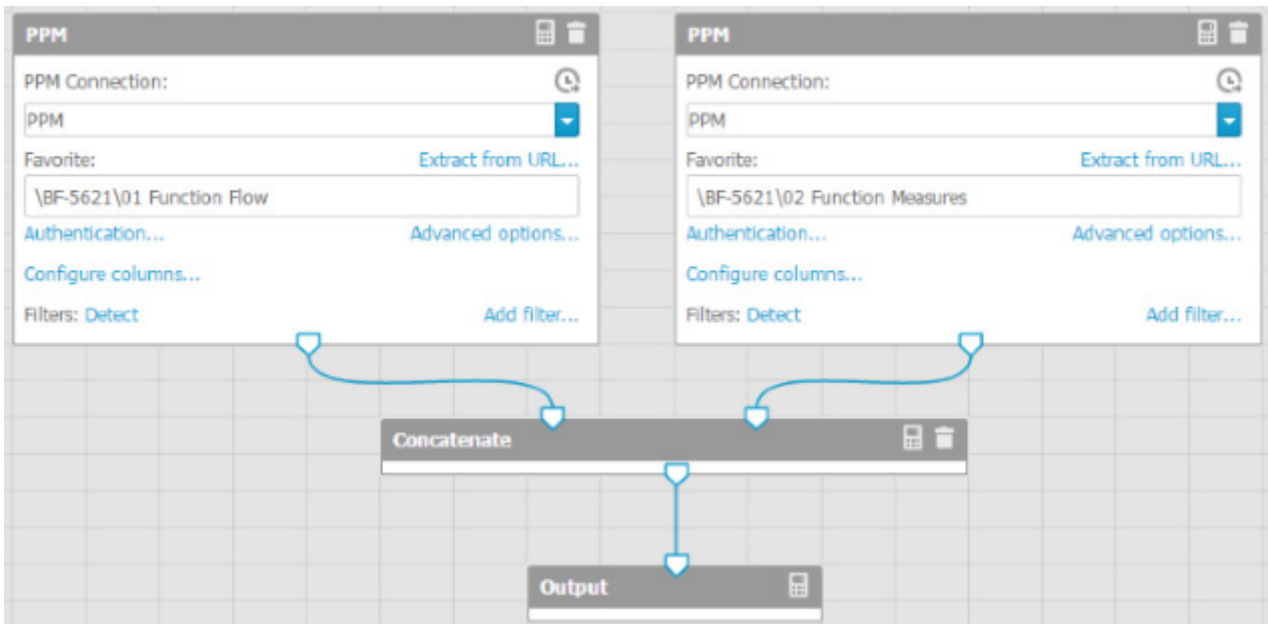 PPM
PPM Connection:
PPM
Favorite: Extract from URL...
\BF-5621\01 Function Flow
Authentication... Advanced options...
Configure columns...
Filters: Detect Add filter...
PPM
PPM Connection:
PPM
Favorite: Extract from URL...
\BF-5621\02 Function Measures
Authentication... Advanced options...
Configure columns...
Filters: Detect Add filter...
Concatenate
Output